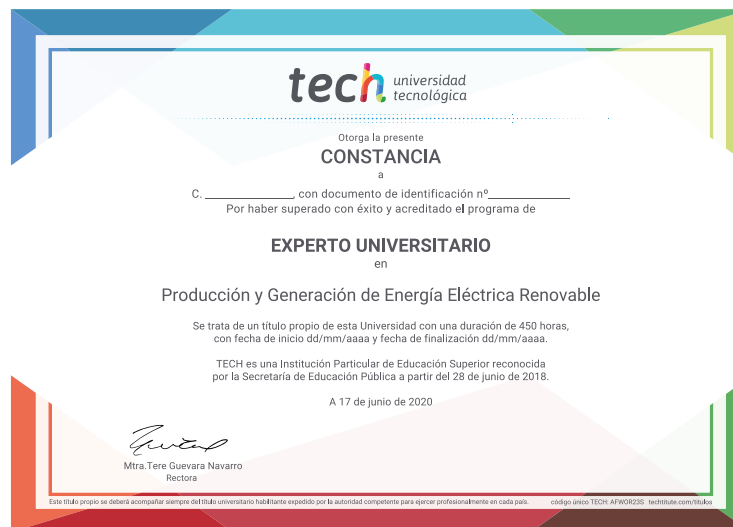 tech universidad
tecnológica
Otorga la presente
CONSTANCIA
a
C. ______________, con documento de identificación nº______________
Por haber superado con éxito y acreditado el programa de
EXPERTO UNIVERSITARIO
en
Producción y Generación de Energía Eléctrica Renovable
Se trata de un título propio de esta Universidad con una duración de 450 horas,
con fecha de inicio dd/mm/aaaa y fecha de finalización dd/mm/aaaa.
TECH es una Institución Particular de Educación Superior reconocida
por la Secretaría de Educación Pública a partir del 28 de junio de 2018.
A 17 de junio de 2020
Mtra.Tere Guevara Navarro
Rectora
Este título propio se deberá acompañar siempre del título universitario habilitante expedido por la autoridad competente para ejercer profesionalmente en cada país. código único TECH: AFWOR23S techtitute.com/titulos